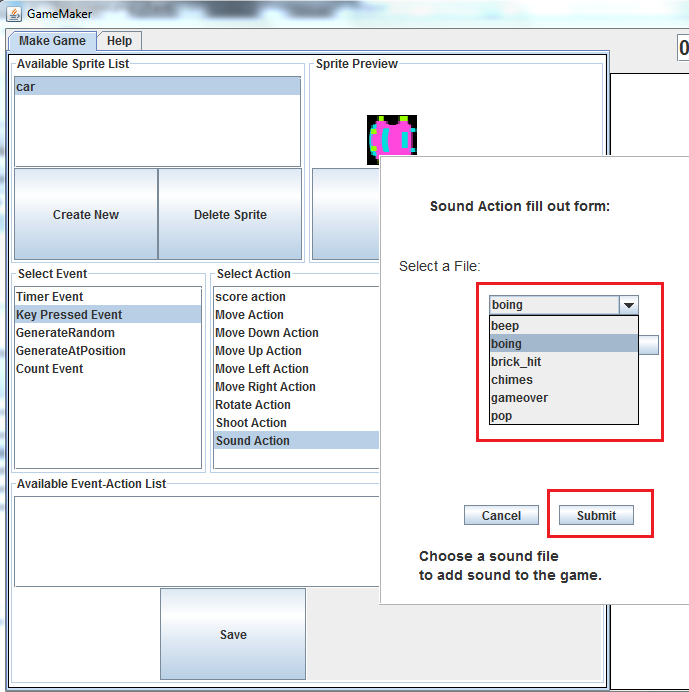 GameMaker
Make Game
Help
0
Available Sprite List
Sprite Preview
car
Create New
Delete Sprite
Select Event
Select Action
Timer Event
Key Pressed Event
GenerateRandom
GenerateAtPosition
Count Event
score action
Move Action
Move Down Action
Move Up Action
Move Left Action
Move Right Action
Rotate Action
Shoot Action
Sound Action
Available Event-Action List
Save
Sound Action fill out form:
Select a File:
boing
beep
boing
brick_hit
chimes
gameover
pop
Cancel
Submit
Choose a sound file
to add sound to the game.